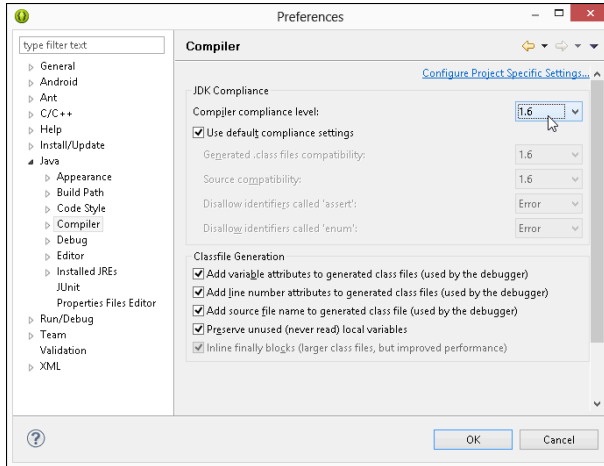 Preferences
type filter text
General
Android
Ant
C/C++
Help
Install/Update
Java
Appearance
Build Path
Code Style
Compiler
Debug
Editor
Installed JREs
JUnit
Properties Files Editor
Run/Debug
Team
Validation
XML
Compiler
Configure Project Specific Settings...
JDK Compliance
Compiler compliance level: 1.6
Use default compliance settings
Generated .class files compatibility: 1.6
Source compatibility: 1.6
Disallow identifiers called 'assert': Error
Disallow identifiers called 'enum': Error
Classfile Generation
Add variable attributes to generated class files (used by the debugger)
Add line number attributes to generated class files (used by the debugger)
Add source file name to generated class file (used by the debugger)
Preserve unused (never read) local variables
Inline finally blocks (larger class files, but improved performance)
OK Cancel